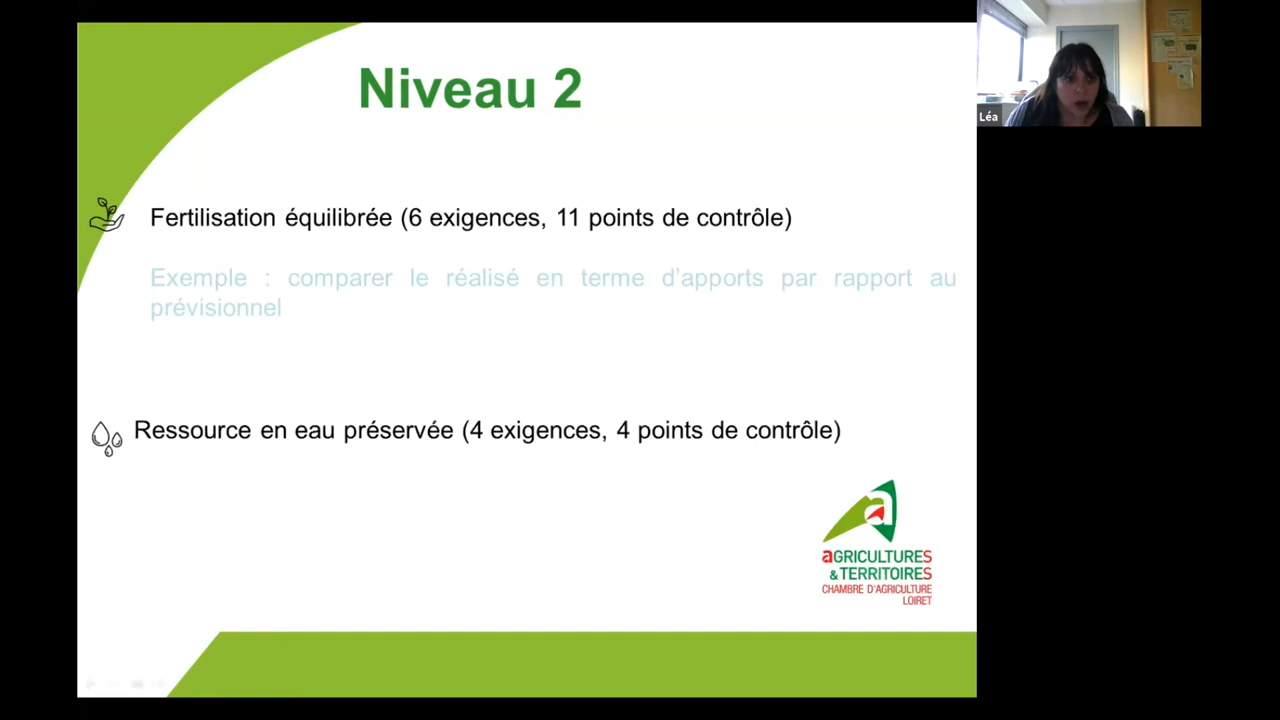 Niveau 2
Léa
Fertilisation équilibrée (6 exigences, 11 points de contrôle)
Exemple : comparer le réalisé en terme d'apports par rapport au
prévisionnel
Ressource en eau préservée (4 exigences, 4 points de contrôle)
a
aGRICULTURES
& TERRITOIRES
CHAMBRE D'AGRICULTURE
LOIRET